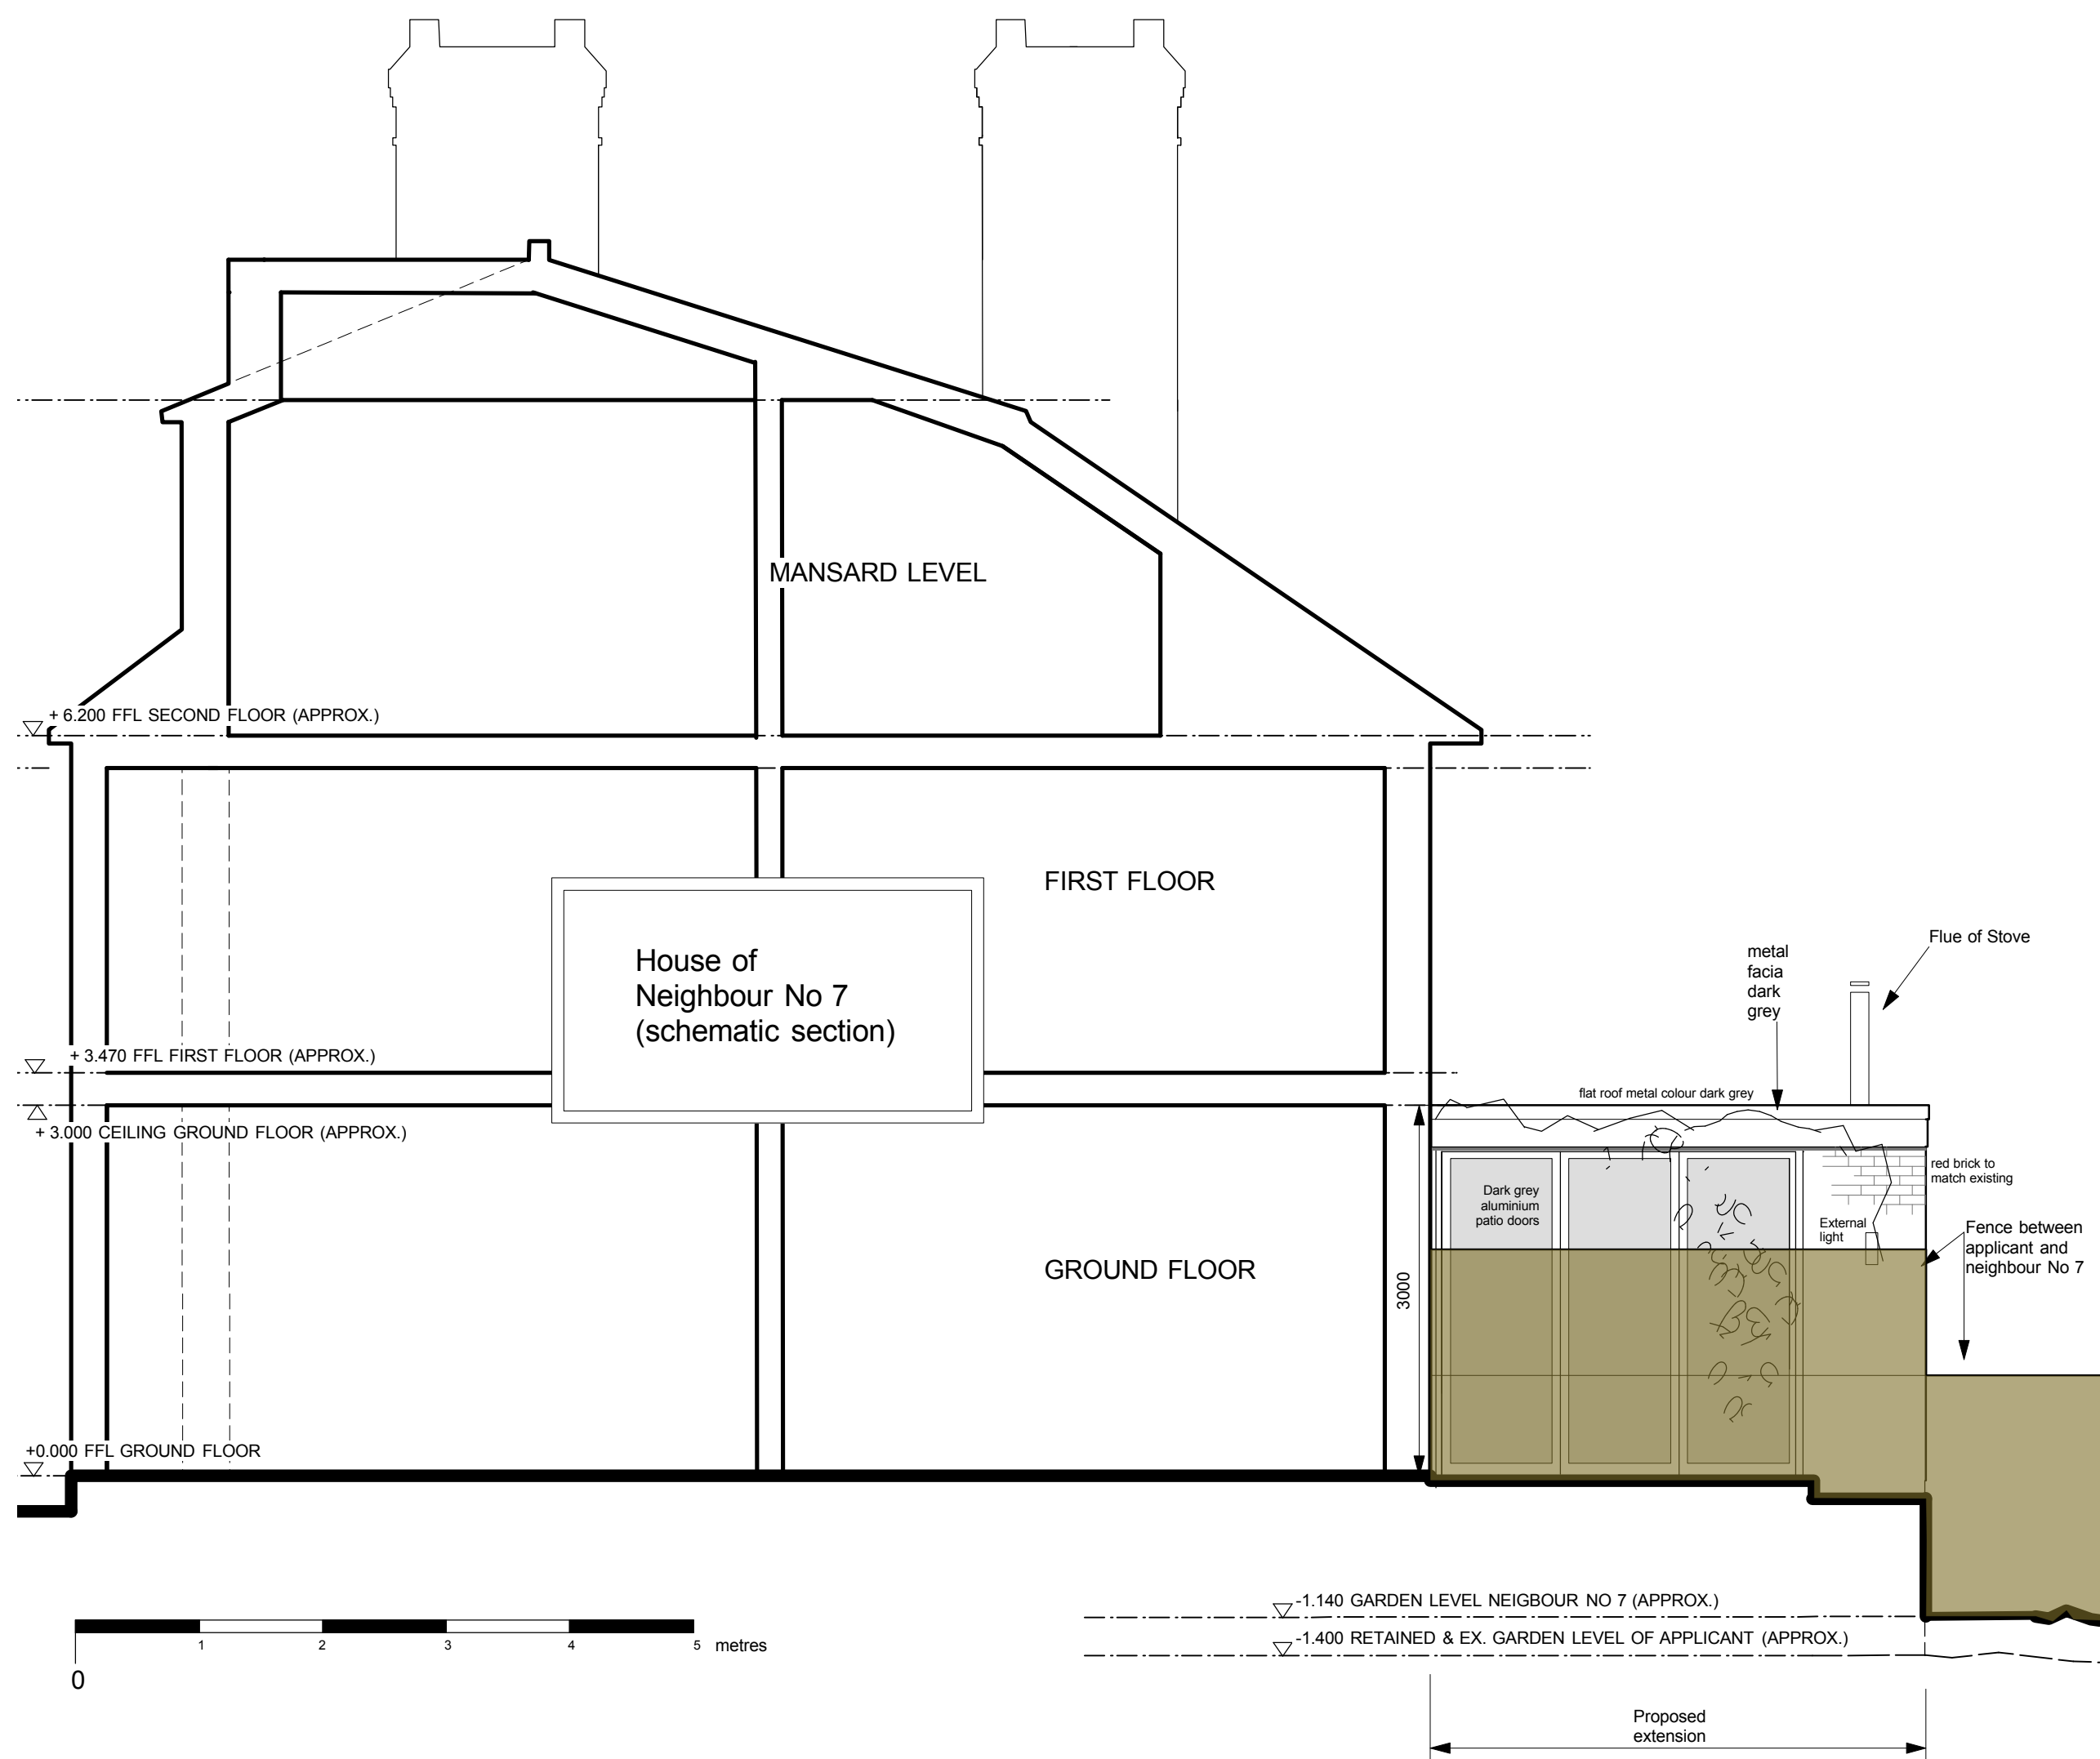 MANSARD LEVEL
+ 6.200 FFL SECOND FLOOR (APPROX.)
FIRST FLOOR
House of
Neighbour No 7
(schematic section)
Flue of Stove
metal
facia
dark
grey
+ 3.470 FFL FIRST FLOOR (APPROX.)
flat roof metal colour dark grey
+ 3.000 CEILING GROUND FLOOR (APPROX.)
red brick to
match existing
Dark grey
aluminium
patio doors
External
light
Fence between
applicant and
neighbour No 7
GROUND FLOOR
3000
+0.000 FFL GROUND FLOOR
-1.140 GARDEN LEVEL NEIGBOUR NO 7 (APPROX.)
-1.400 RETAINED & EX. GARDEN LEVEL OF APPLICANT (APPROX.)
1 2 3 4 5 metres
0
Proposed
extension